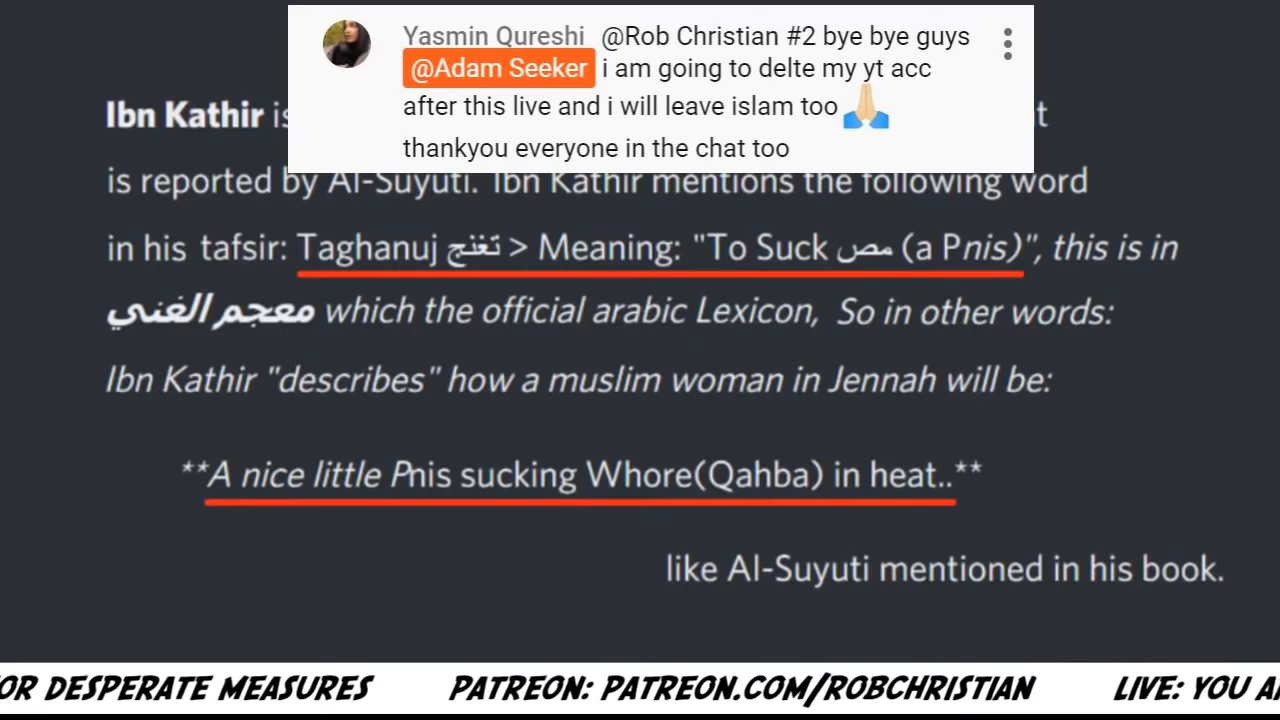 Yasmin Qureshi @Rob Christian #2 bye bye guys
@Adam Seeker i am going to delte my yt acc
after this live and i will leave islam too🙏🏻
thankyou everyone in the chat too
Ibn Kathir is
is reported by Al-Suyuti. Ibn Kathir mentions the following word
in his tafsir: Taghanuj تغنج > Meaning: "To Suck مص (a Pnis)", this is in
معجم الغني which the official arabic Lexicon, So in other words:
Ibn Kathir "describes" how a muslim woman in Jennah will be:
**A nice little Pnis sucking Whore(Qahba) in heat..**
like Al-Suyuti mentioned in his book.
OR DESPERATE MEASURES PATREON: PATREON.COM/ROBCHRISTIAN LIVE: YOU